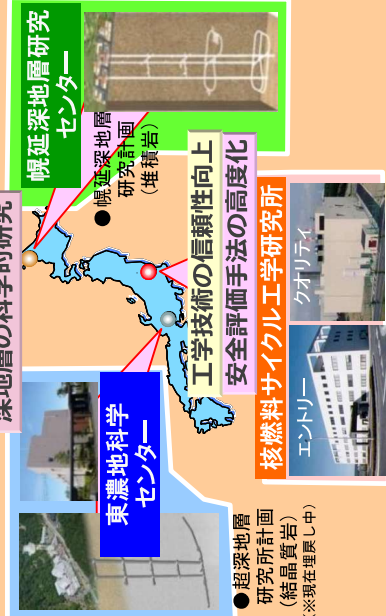 深地層の科学的研究
幌延深地層研究
センター
●幌延深地層
研究計画
（堆積岩）
工学技術の信頼性向上
安全評価手法の高度化
東濃地科学
センター
●超深地層
研究所計画
（結晶質岩）
（※現在埋戻し中）
核燃料サイクル工学研究所
エントリー
クオリティ